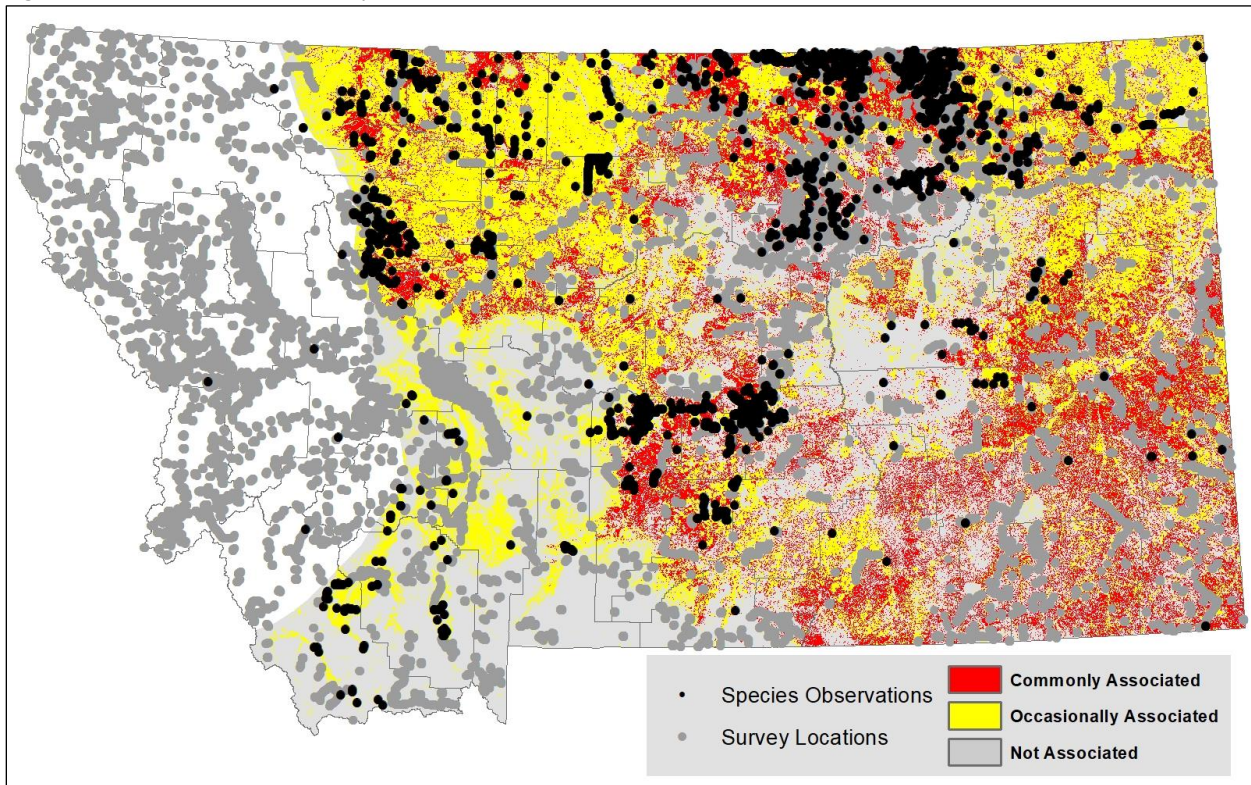 Species Observations
Survey Locations
Commonly Associated
Occasionally Associated
Not Associated